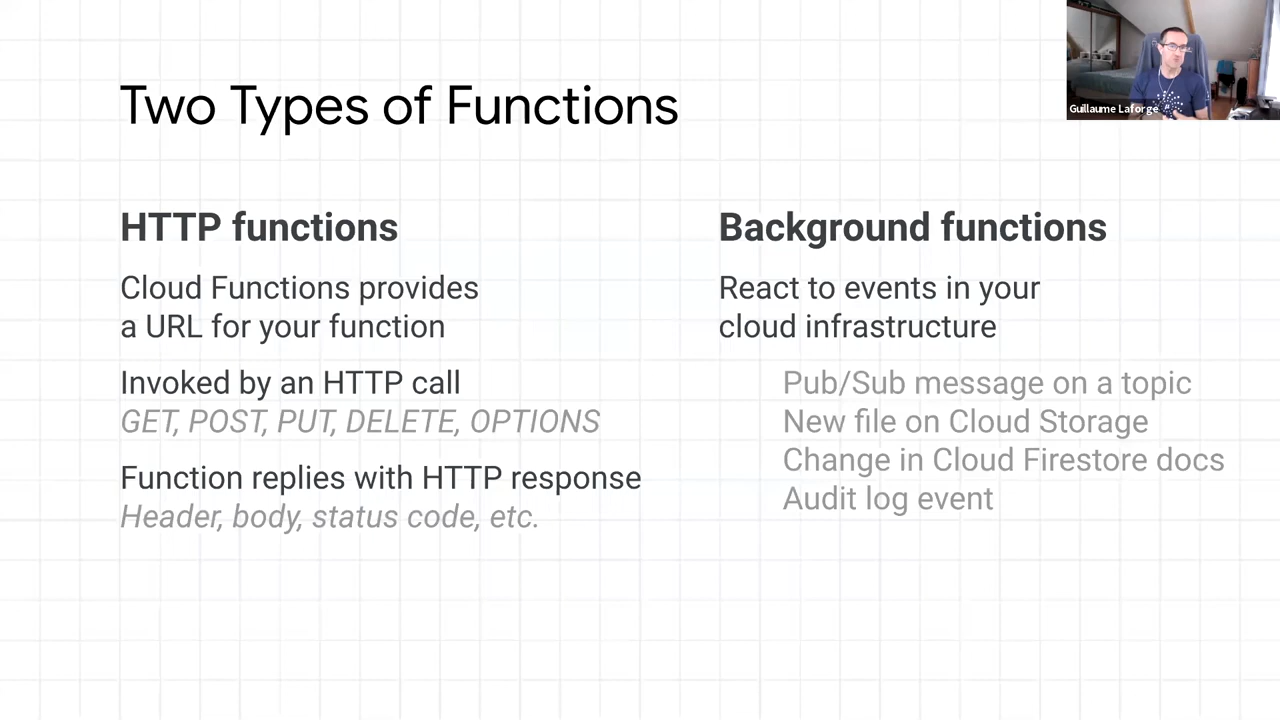 Two Types of Functions
Guillaume Laforge
HTTP functions
Cloud Functions provides
a URL for your function
Invoked by an HTTP call
GET, POST, PUT, DELETE, OPTIONS
Function replies with HTTP response
Header, body, status code, etc.
Background functions
React to events in your
cloud infrastructure
Pub/Sub message on a topic
New file on Cloud Storage
Change in Cloud Firestore docs
Audit log event